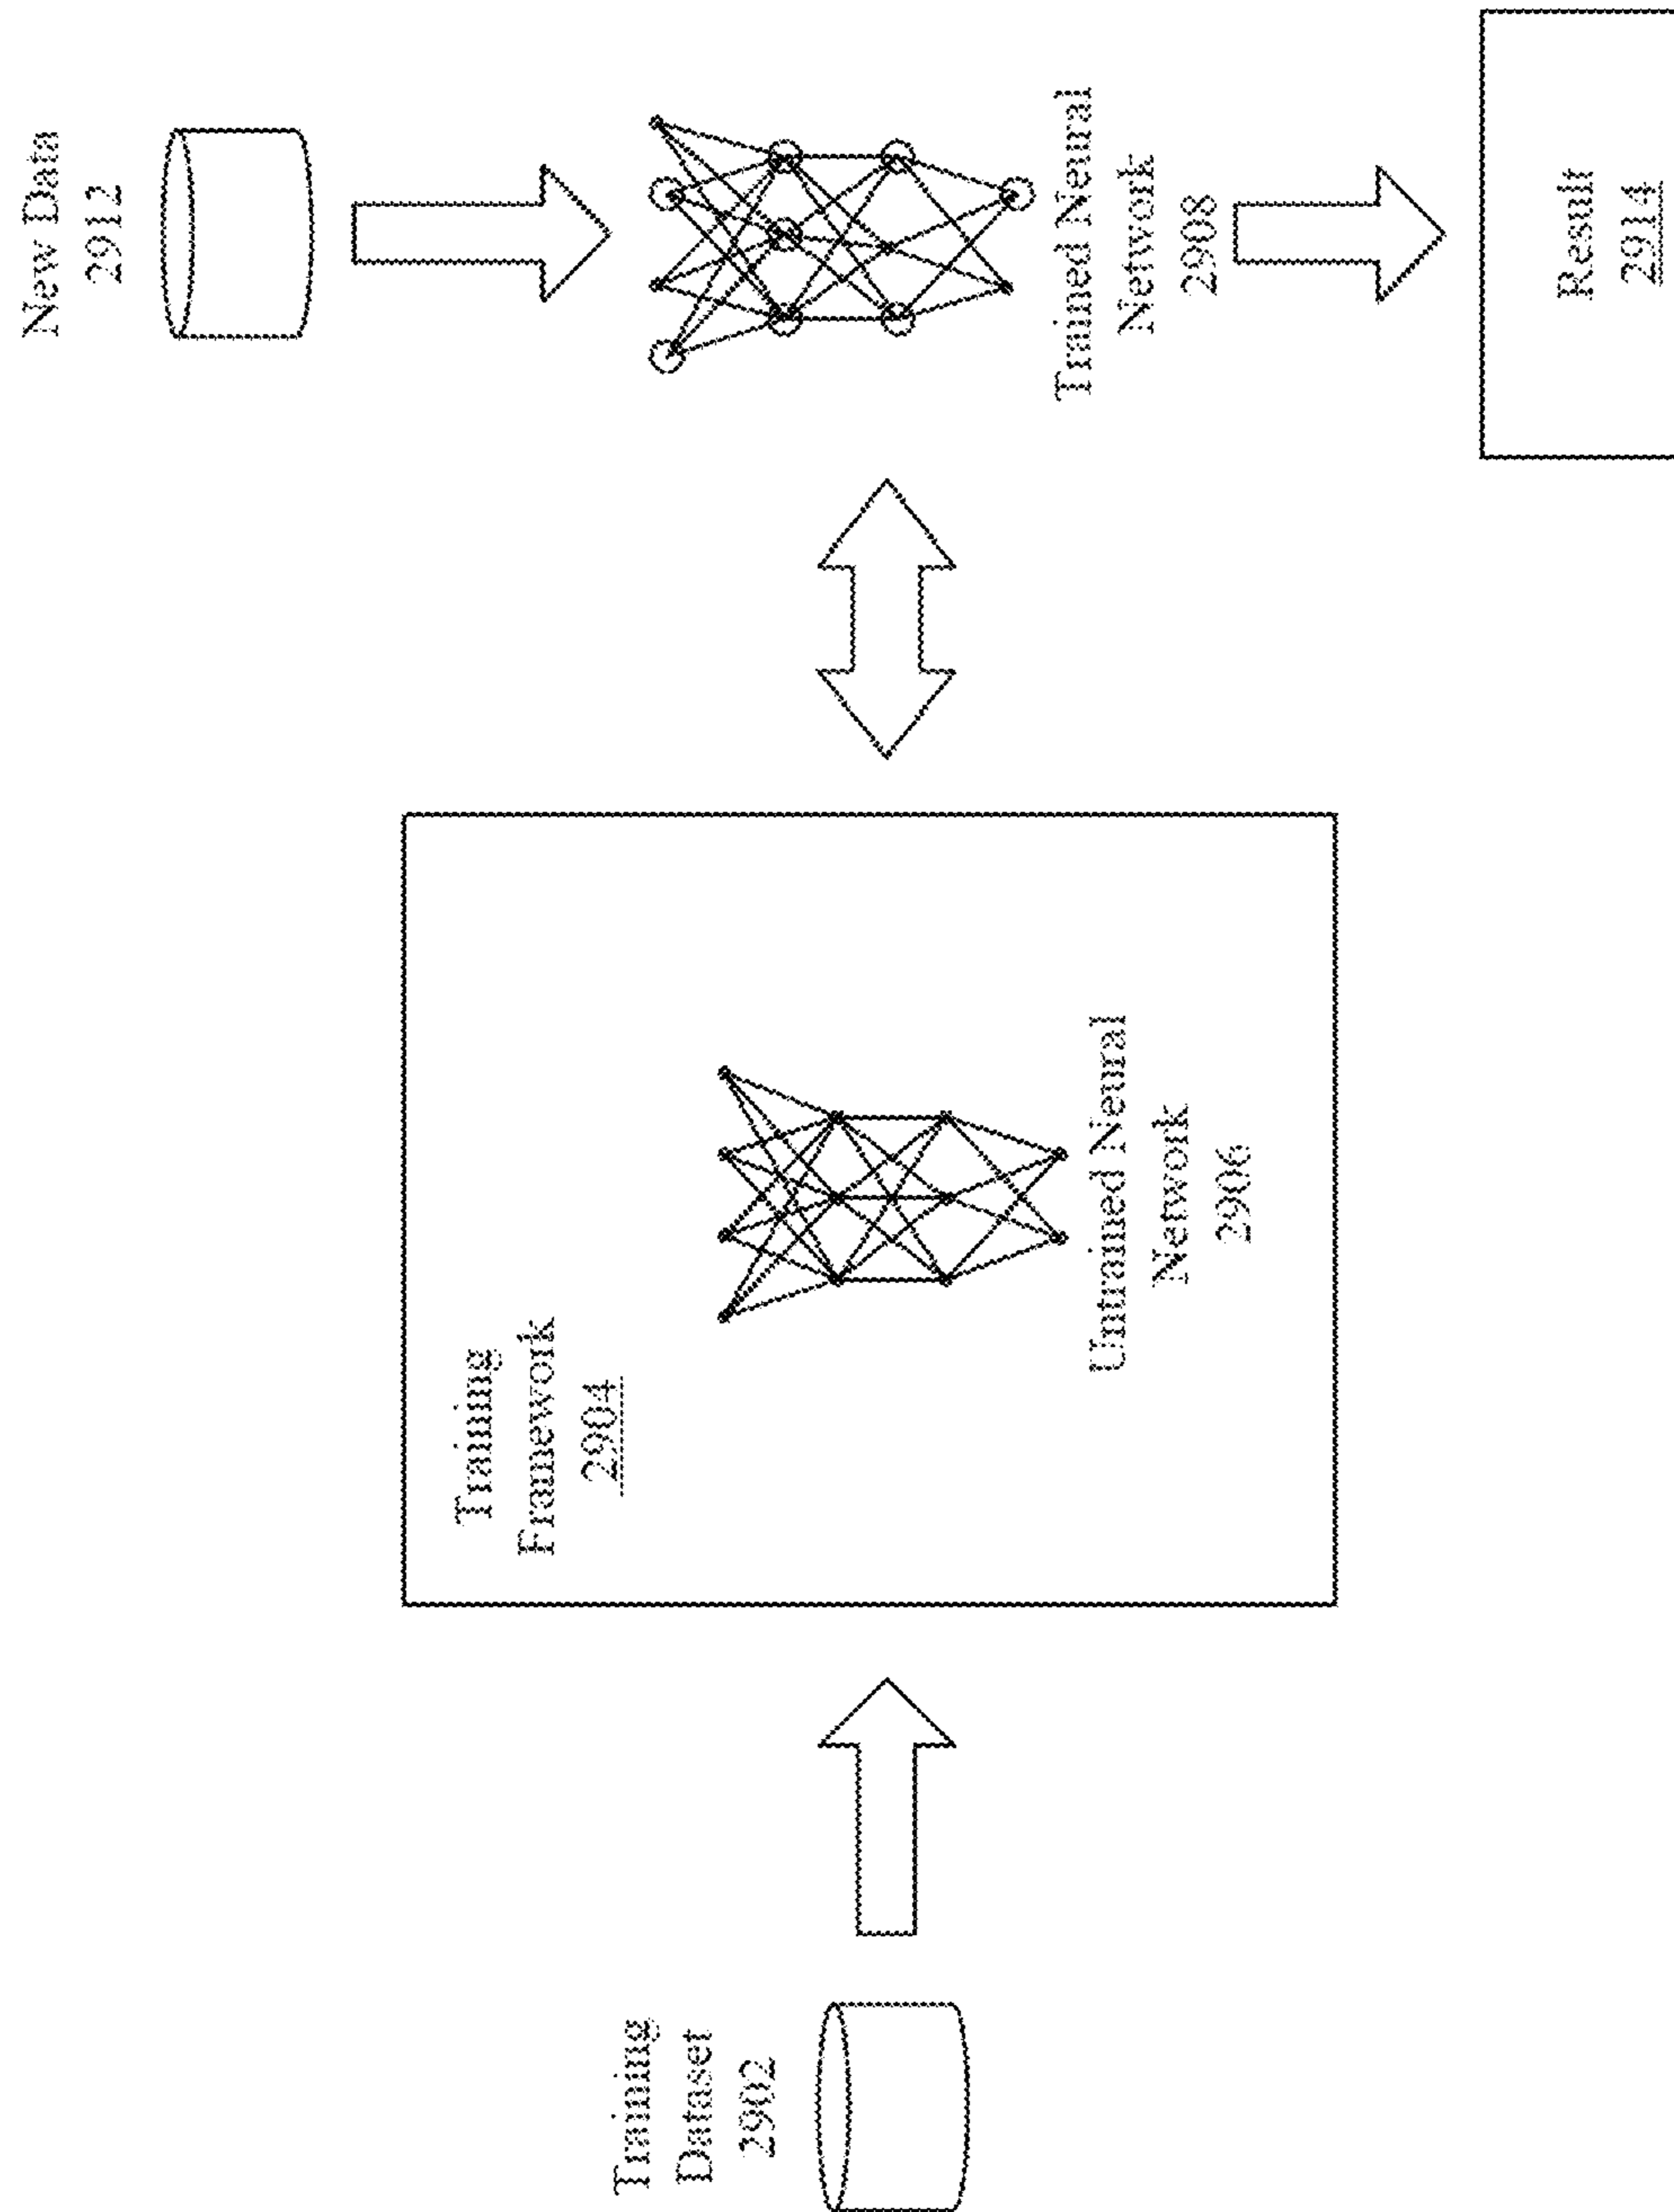 Training
Dataset
2902
Training
Framework
2904
Untrained Neural
Network
2906
New Data
2912
Trained Neural
Network
2908
Result
2914